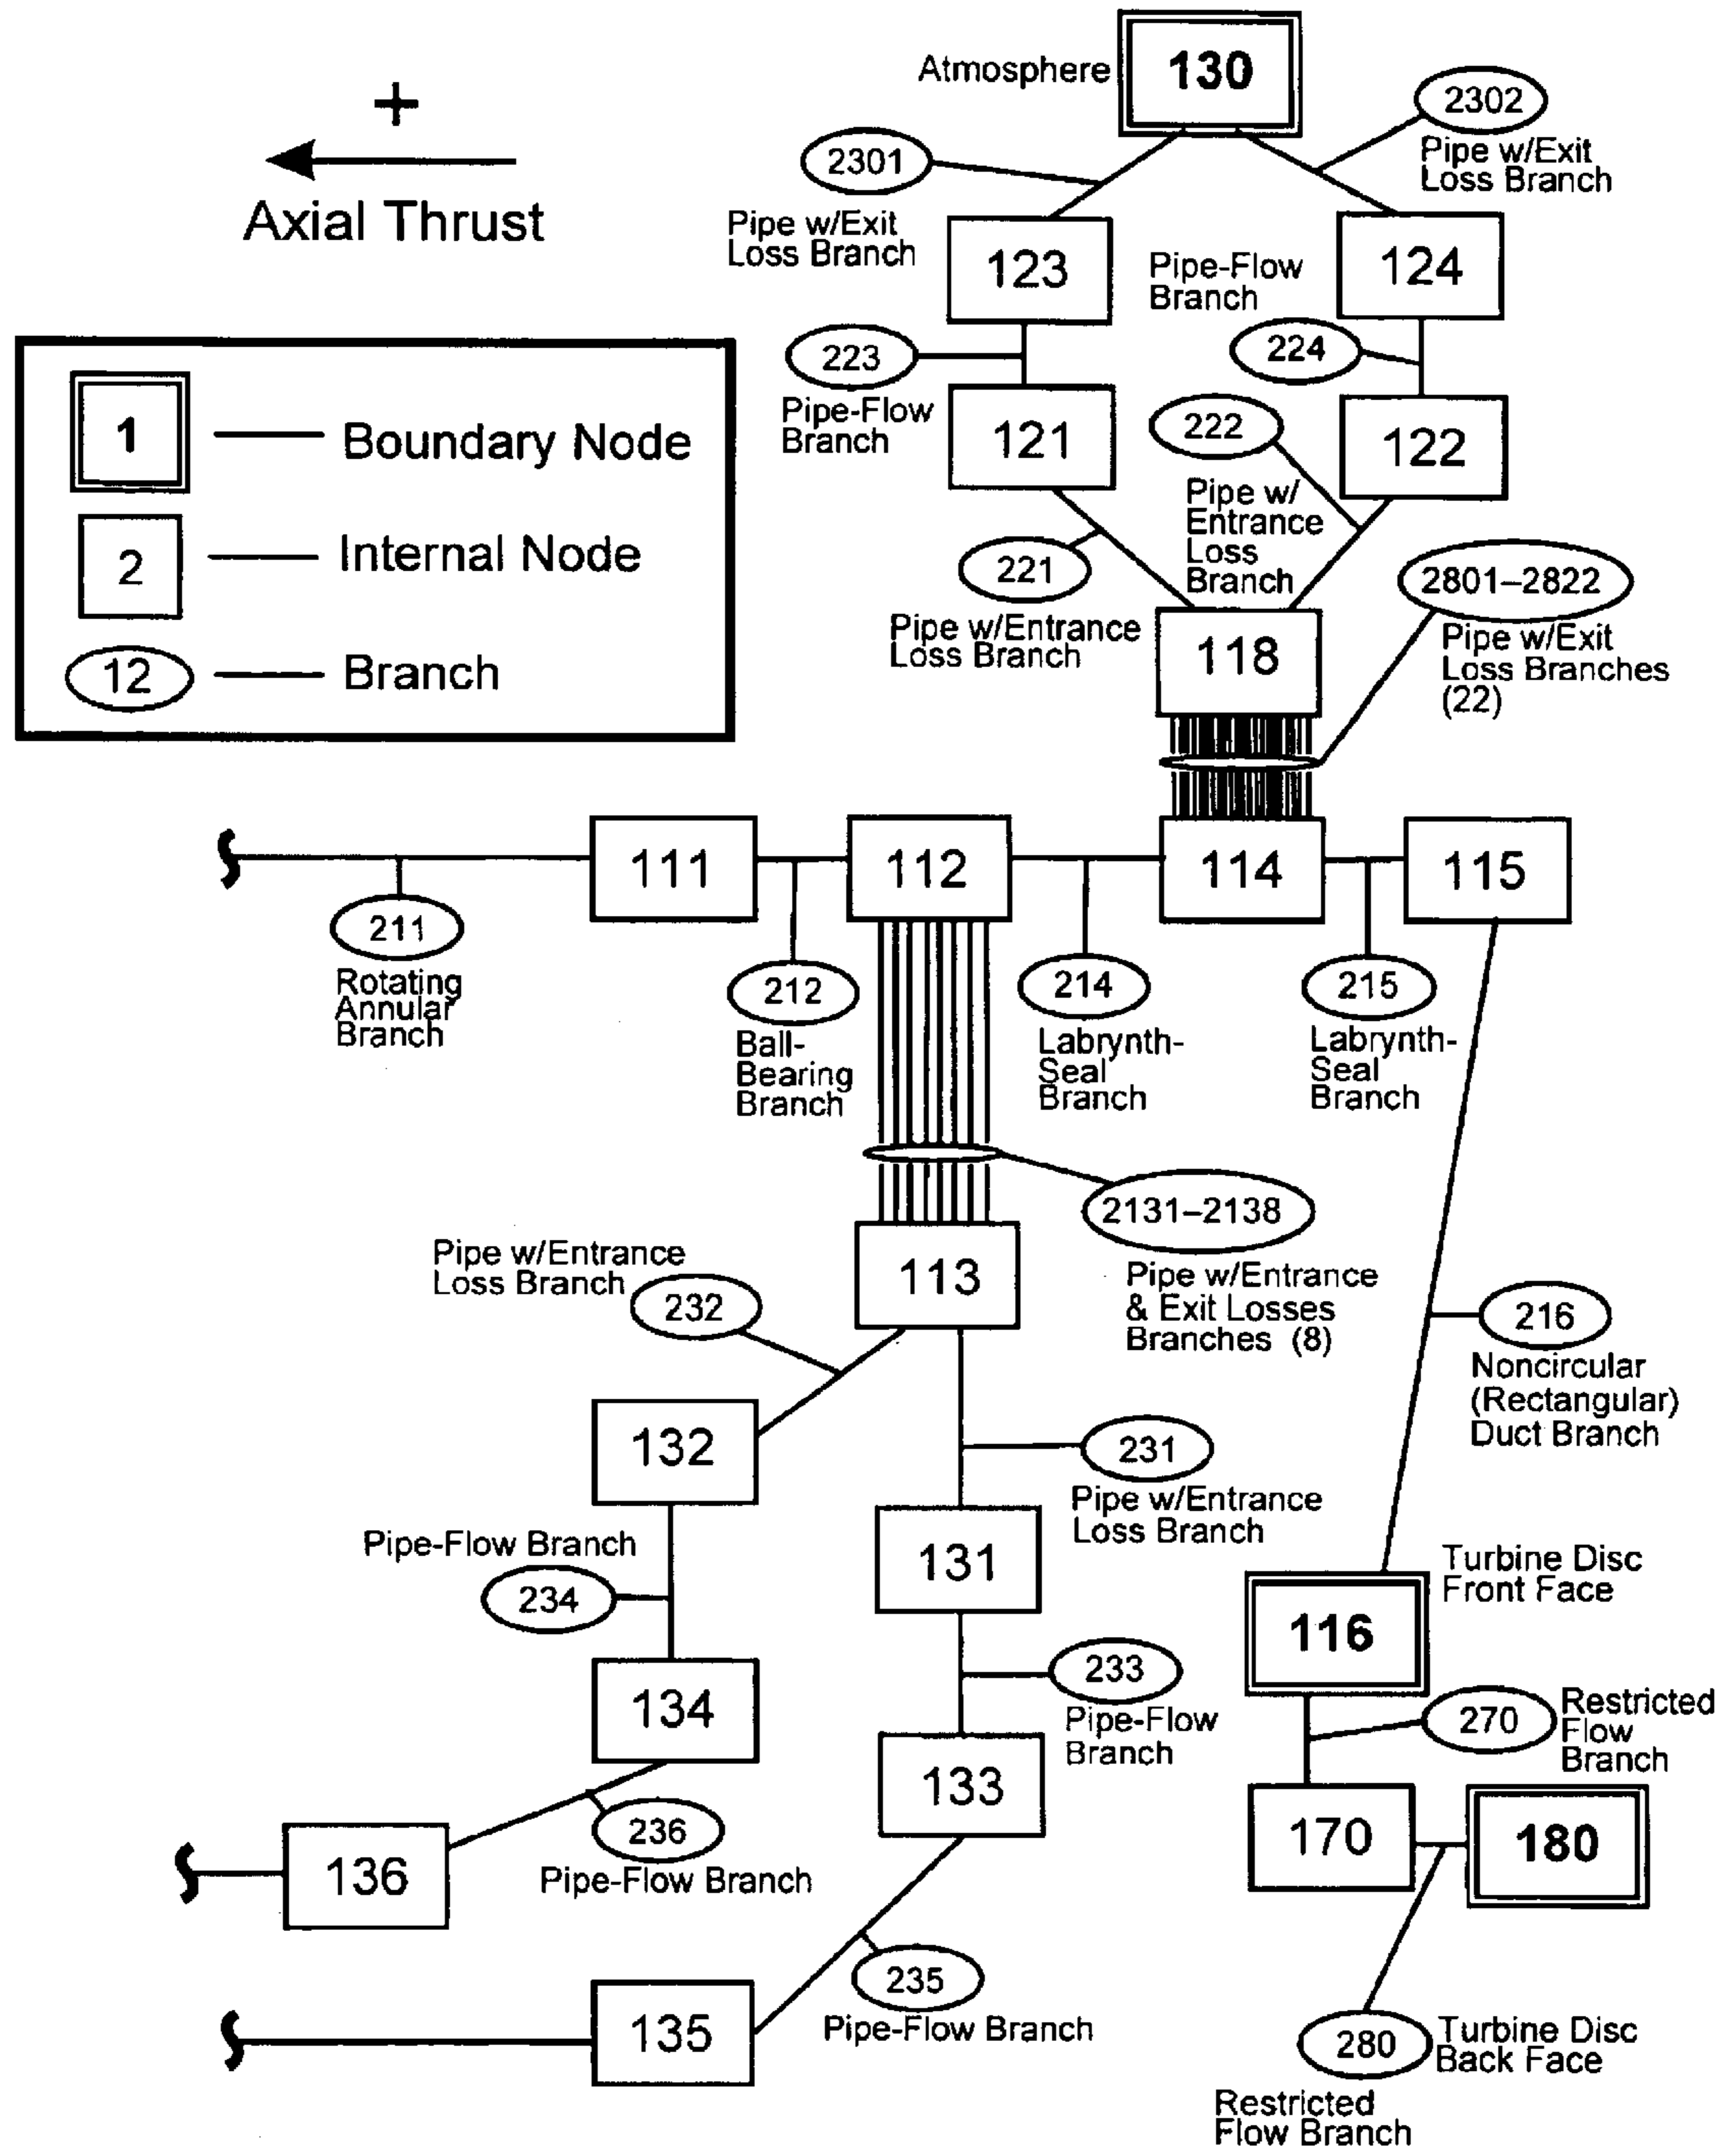 Atmosphere
130
2302
Pipe w/Exit
Loss Branch
+
Axial Thrust
2301
Pipe w/Exit
Loss Branch
123
Pipe-Flow
Branch
124
223
Pipe-Flow
Branch
121
224
222
122
1
Boundary Node
2
Internal Node
12
Branch
221
Pipe w/Entrance
Loss Branch
Pipe w/
Entrance
Loss
Branch
2801–2822
Pipe w/Exit
Loss Branches
(22)
118
111
112
114
115
211
Rotating
Annular
Branch
212
Ball-
Bearing
Branch
214
Labrynth-
Seal
Branch
215
Labrynth-
Seal
Branch
2131–2138
Pipe w/Entrance
& Exit Losses
Branches (8)
Pipe w/Entrance
Loss Branch
232
113
216
Noncircular
(Rectangular)
Duct Branch
132
231
Pipe w/Entrance
Loss Branch
Pipe-Flow Branch
234
131
Turbine Disc
Front Face
116
134
233
Pipe-Flow
Branch
270
Restricted
Flow
Branch
133
170
180
136
236
Pipe-Flow Branch
235
Pipe-Flow Branch
135
280
Turbine Disc
Back Face
Restricted
Flow Branch